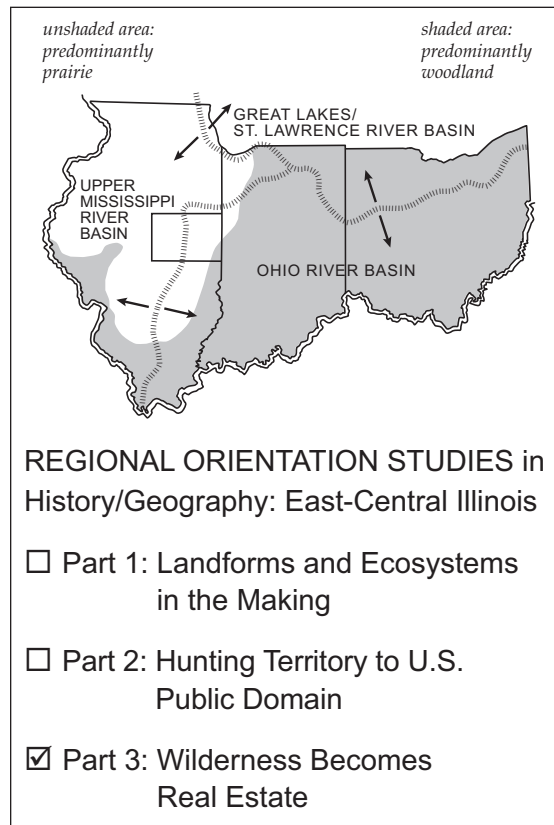 unshaded area:
predominantly
prairie
shaded area:
predominantly
woodland
GREAT LAKES/
ST. LAWRENCE RIVER BASIN
UPPER
MISSISSIPPI
RIVER
BASIN
OHIO RIVER BASIN
REGIONAL ORIENTATION STUDIES in
History/Geography: East-Central Illinois
☐ Part 1: Landforms and Ecosystems
in the Making
☐ Part 2: Hunting Territory to U.S.
Public Domain
☑ Part 3: Wilderness Becomes
Real Estate